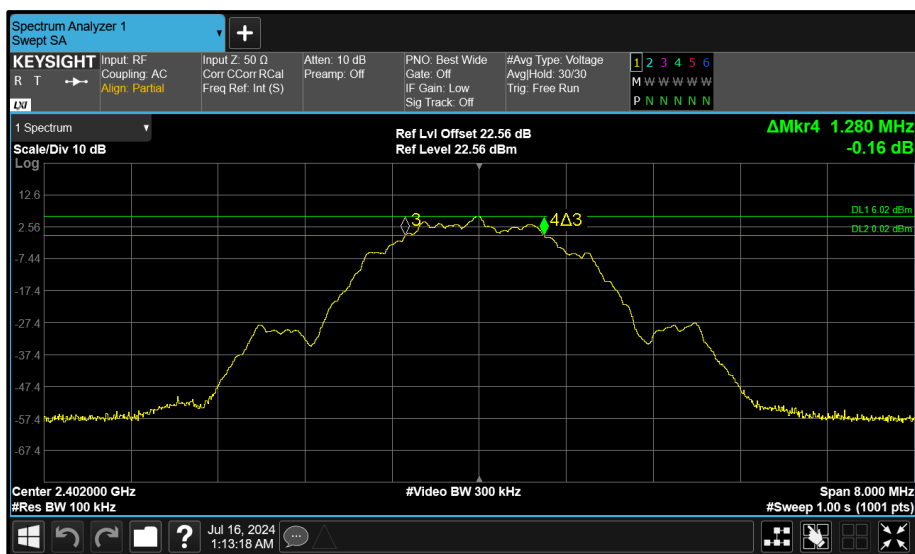 Spectrum Analyzer 1
Swept SA
KEYSIGHT
R T
LXI
Input: RF
Coupling: AC
Align: Partial
Input Z: 50 Ω
Corr CCorr RCal
Freq Ref: Int (S)
Atten: 10 dB
Preamp: Off
PNO: Best Wide
Gate: Off
IF Gain: Low
Sig Track: Off
#Avg Type: Voltage
Avg|Hold: 30/30
Trig: Free Run
1 2 3 4 5 6
M W W W W W
P N N N N N
1 Spectrum
Scale/Div 10 dB
Ref Lvl Offset 22.56 dB
Ref Level 22.56 dBm
ΔMkr4 1.280 MHz
-0.16 dB
Log
12.6
2.56
-7.44
-17.4
-27.4
-37.4
-47.4
-57.4
-67.4
3
4Δ3
DL1 6.02 dBm
DL2 0.02 dBm
Center 2.402000 GHz
#Res BW 100 kHz
#Video BW 300 kHz
Span 8.000 MHz
#Sweep 1.00 s (1001 pts)
?
Jul 16, 2024
1:13:18 AM